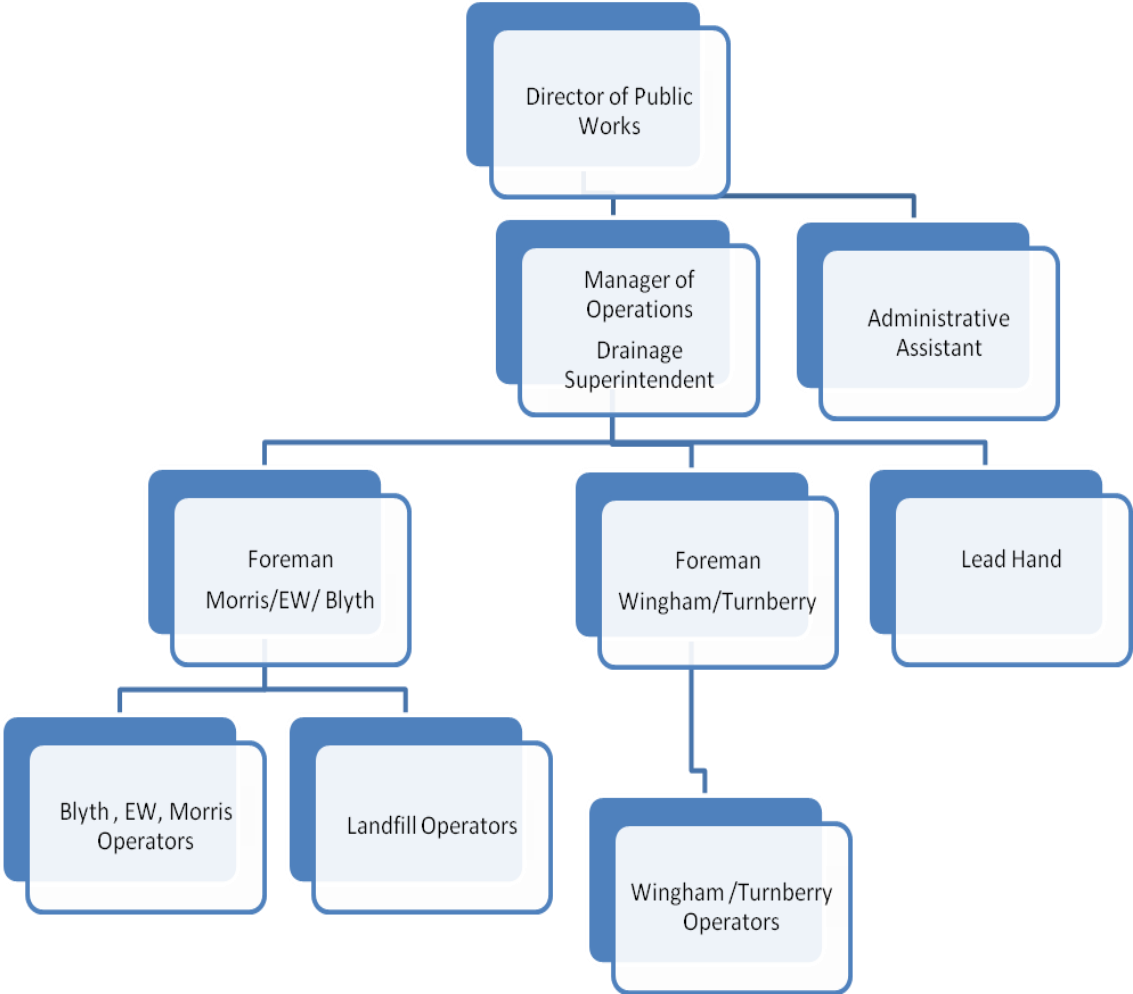 Director of Public
Works
Manager of
Operations
Drainage
Superintendent
Administrative
Assistant
Foreman
Morris/EW/ Blyth
Foreman
Wingham/Turnberry
Lead Hand
Blyth , EW, Morris
Operators
Landfill Operators
Wingham /Turnberry
Operators